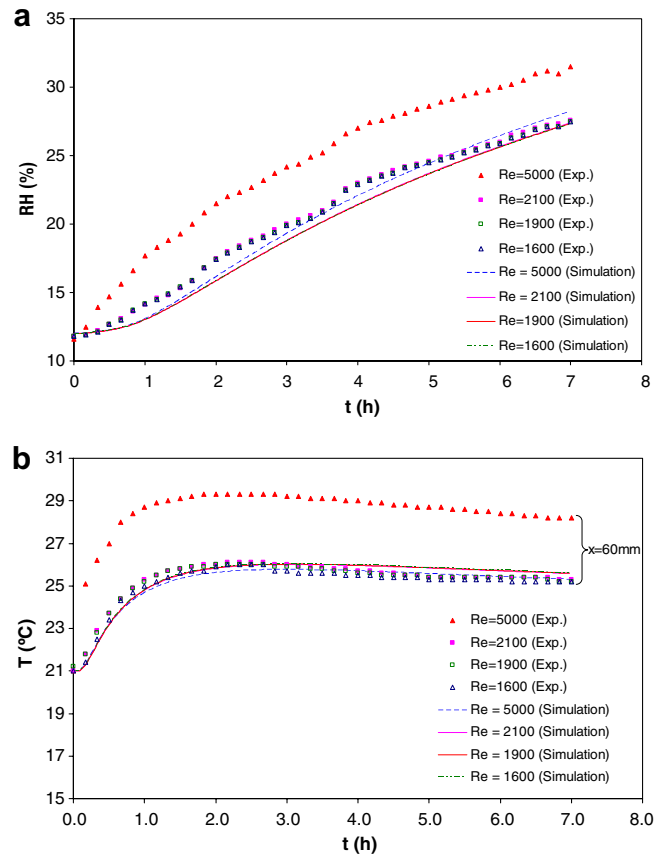 a
35
30
25
20
15
10
RH (%)
Re=5000 (Exp.)
Re=2100 (Exp.)
Re=1900 (Exp.)
Re=1600 (Exp.)
Re = 5000 (Simulation)
Re = 2100 (Simulation)
Re = 1900 (Simulation)
Re = 1600 (Simulation)
0 1 2 3 4 5 6 7 8
t (h)
b
31
29
27
25
23
21
19
17
15
T (ºC)
x=60mm
Re=5000 (Exp.)
Re=2100 (Exp.)
Re=1900 (Exp.)
Re=1600 (Exp.)
Re = 5000 (Simulation)
Re = 2100 (Simulation)
Re = 1900 (Simulation)
Re = 1600 (Simulation)
0.0 1.0 2.0 3.0 4.0 5.0 6.0 7.0 8.0
t (h)